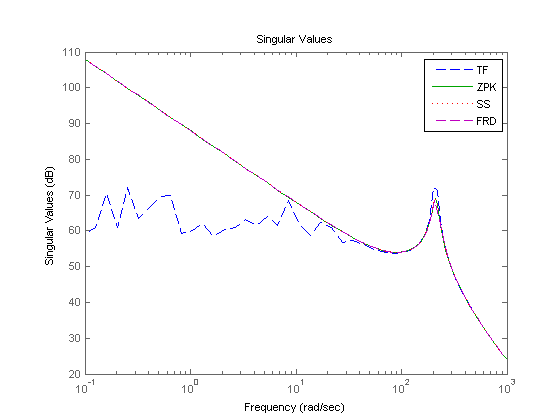 Singular Values
110
100
90
80
70
60
50
40
30
20
Singular Values (dB)
TF
ZPK
SS
FRD
10^-1
10^0
10^1
10^2
10^3
Frequency (rad/sec)